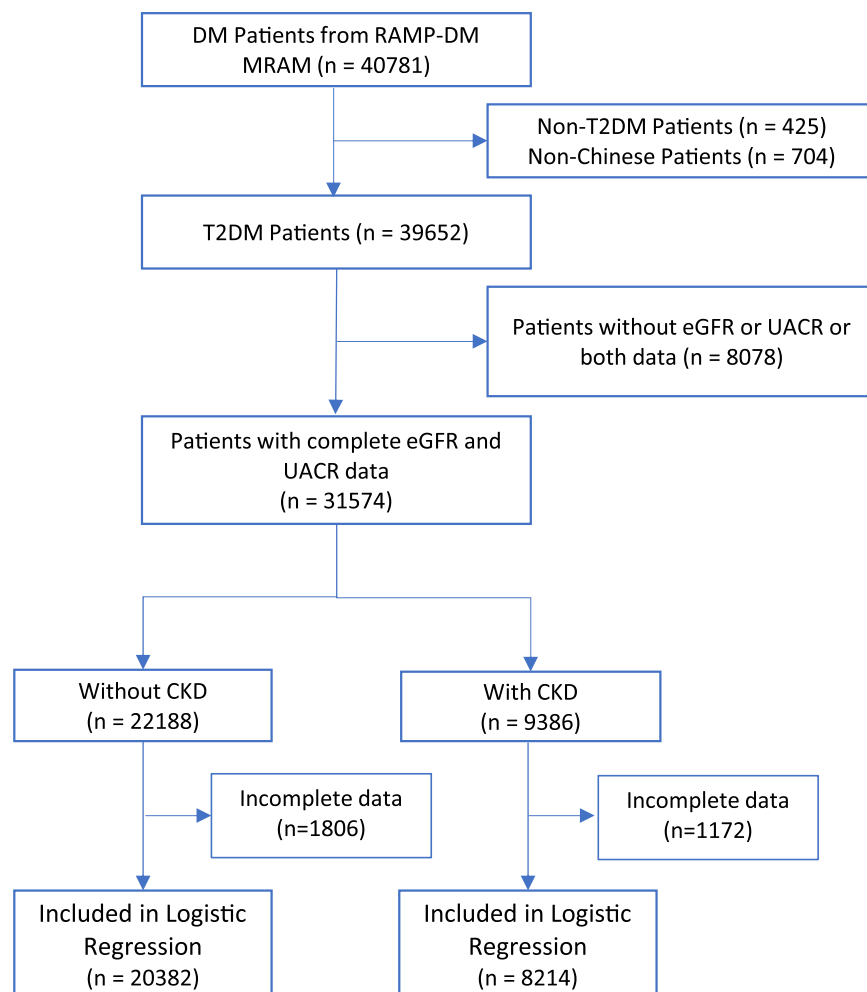 DM Patients from RAMP-DM
MRAM (n = 40781)
Non-T2DM Patients (n = 425)
Non-Chinese Patients (n = 704)
T2DM Patients (n = 39652)
Patients without eGFR or UACR or
both data (n = 8078)
Patients with complete eGFR and
UACR data
(n = 31574)
Without CKD
(n = 22188)
With CKD
(n = 9386)
Incomplete data
(n=1806)
Incomplete data
(n=1172)
Included in Logistic
Regression
(n = 20382)
Included in Logistic
Regression
(n = 8214)